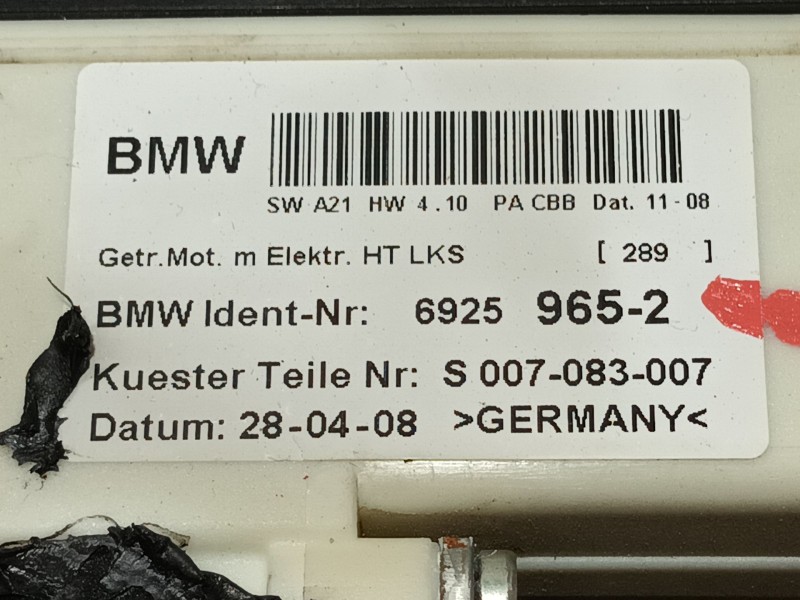 BMW
SW A21 HW 4.10 PA CBB Dat. 11-08
Getr.Mot. m Elektr. HT LKS [ 289 ]
BMW Ident-Nr: 6925 965-2
Kuester Teile Nr: S 007-083-007
Datum: 28-04-08 >GERMANY<